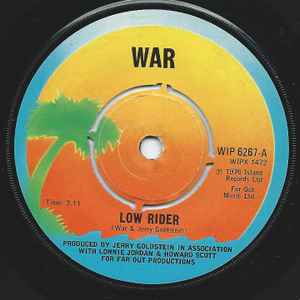 WAR
WIP 6267-A
WIPX 1472
℗ 1976 Island
Records Ltd.
Far Out
Music Ltd.
Time: 3.11
LOW RIDER
(War & Jerry Goldstein)
PRODUCED BY JERRY GOLDSTEIN IN ASSOCIATION
WITH LONNIE JORDAN & HOWARD SCOTT
FOR FAR OUT PRODUCTIONS